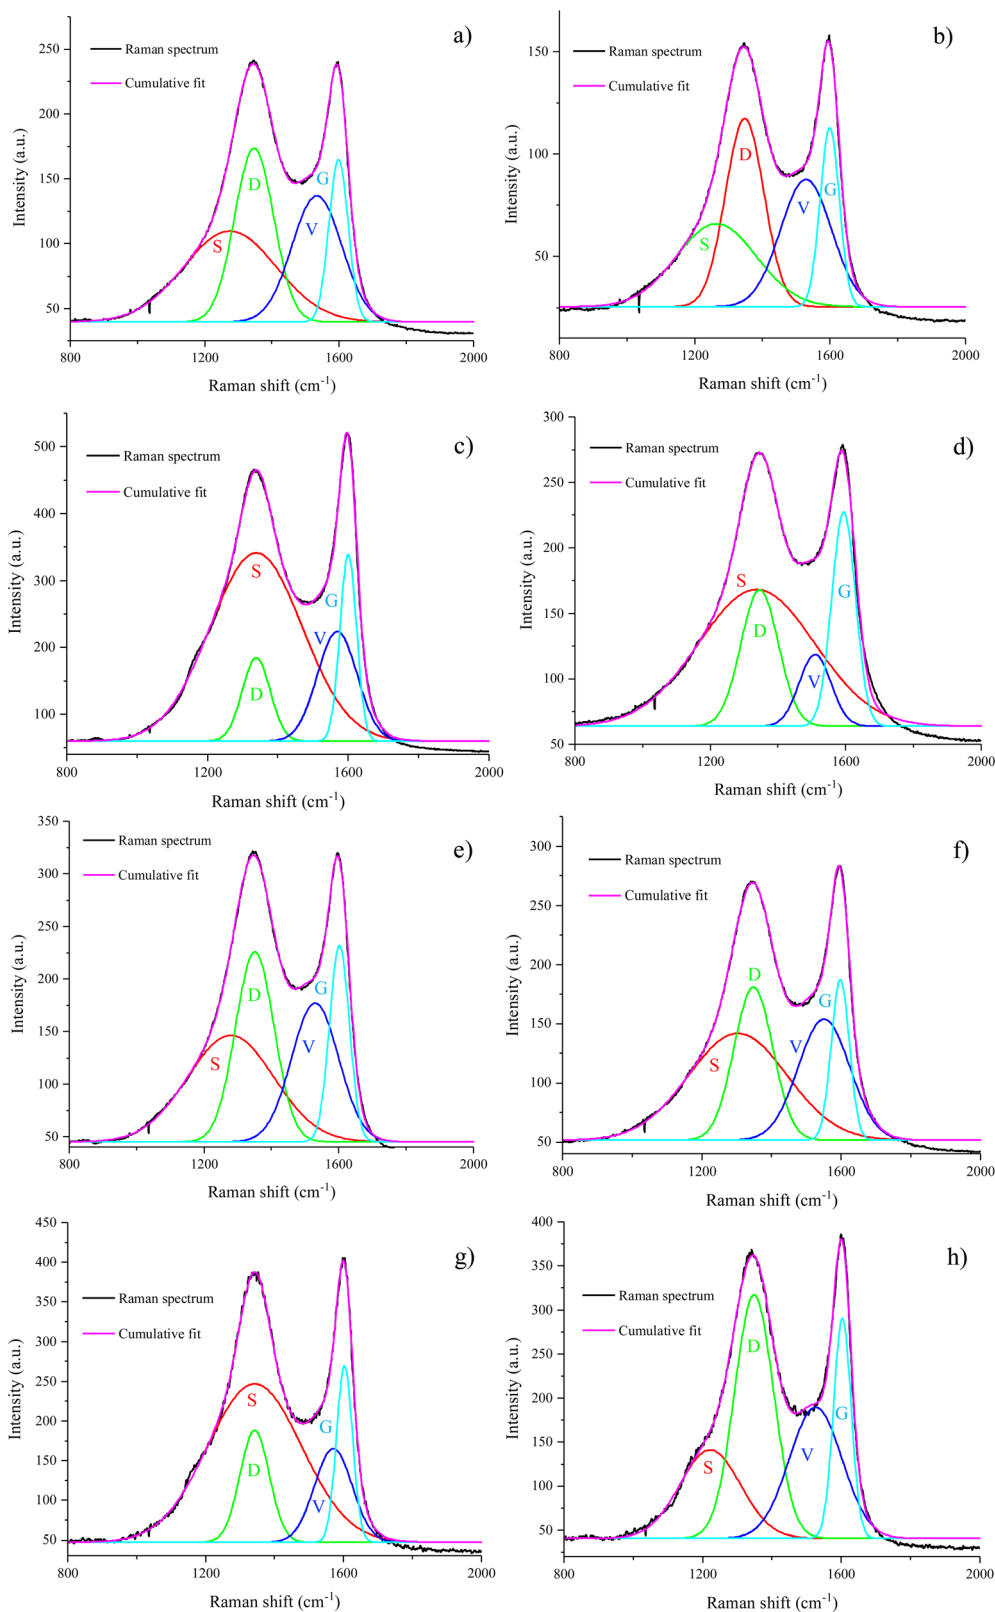 a)
Raman spectrum
Cumulative fit
Intensity (a.u.)
250
200
150
100
50
S
D
V
G
800
1200
1600
2000
Raman shift (cm-1)
b)
Raman spectrum
Cumulative fit
Intensity (a.u.)
150
100
50
S
D
V
G
800
1200
1600
2000
Raman shift (cm-1)
c)
Raman spectrum
Cumulative fit
Intensity (a.u.)
500
400
300
200
100
S
D
V
G
800
1200
1600
2000
Raman shift (cm-1)
d)
Raman spectrum
Cumulative fit
Intensity (a.u.)
300
250
200
150
100
50
S
D
V
G
800
1200
1600
2000
Raman shift (cm-1)
e)
Raman spectrum
Cumulative fit
Intensity (a.u.)
350
300
250
200
150
100
50
S
D
V
G
800
1200
1600
2000
Raman shift (cm-1)
f)
Raman spectrum
Cumulative fit
Intensity (a.u.)
300
250
200
150
100
50
S
D
V
G
800
1200
1600
2000
Raman shift (cm-1)
g)
Raman spectrum
Cumulative fit
Intensity (a.u.)
450
400
350
300
250
200
150
100
50
S
D
V
G
800
1200
1600
2000
Raman shift (cm-1)
h)
Raman spectrum
Cumulative fit
Intensity (a.u.)
400
350
300
250
200
150
100
50
S
D
V
G
800
1200
1600
2000
Raman shift (cm-1)